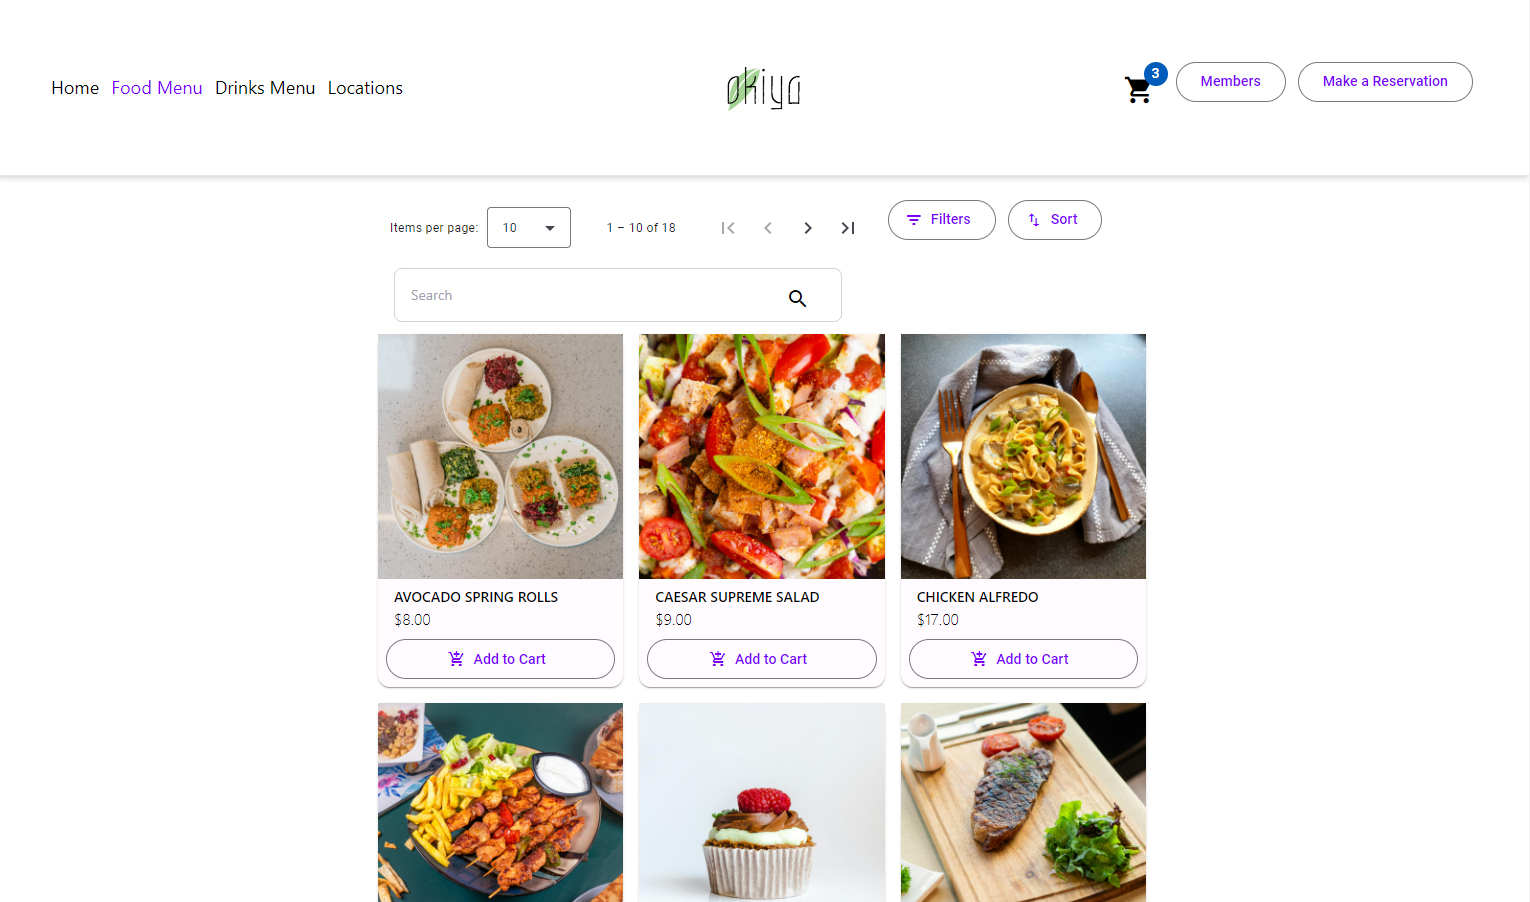 Home Food Menu Drinks Menu Locations
okiyo
3
Members
Make a Reservation
Items per page: 10 1 – 10 of 18
Filters
Sort
Search
AVOCADO SPRING ROLLS
$8.00
Add to Cart
CAESAR SUPREME SALAD
$9.00
Add to Cart
CHICKEN ALFREDO
$17.00
Add to Cart